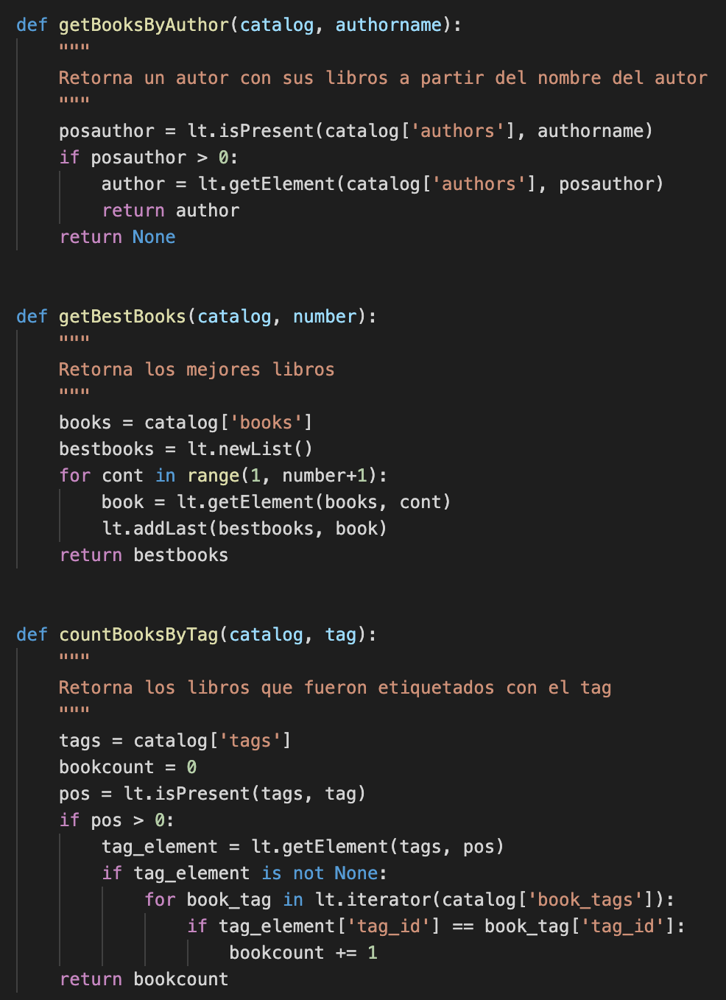 def getBooksByAuthor(catalog, authorname):
    """
    Retorna un autor con sus libros a partir del nombre del autor
    """
    posauthor = lt.isPresent(catalog['authors'], authorname)
    if posauthor > 0:
        author = lt.getElement(catalog['authors'], posauthor)
        return author
    return None


def getBestBooks(catalog, number):
    """
    Retorna los mejores libros
    """
    books = catalog['books']
    bestbooks = lt.newList()
    for cont in range(1, number+1):
        book = lt.getElement(books, cont)
        lt.addLast(bestbooks, book)
    return bestbooks


def countBooksByTag(catalog, tag):
    """
    Retorna los libros que fueron etiquetados con el tag
    """
    tags = catalog['tags']
    bookcount = 0
    pos = lt.isPresent(tags, tag)
    if pos > 0:
        tag_element = lt.getElement(tags, pos)
        if tag_element is not None:
            for book_tag in lt.iterator(catalog['book_tags']):
                if tag_element['tag_id'] == book_tag['tag_id']:
                    bookcount += 1
    return bookcount